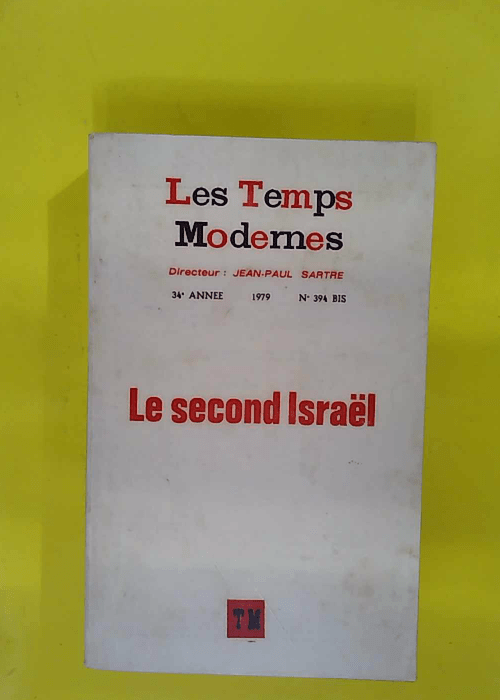 Les Temps
Modernes
Directeur : JEAN-PAUL SARTRE
34e ANNEE 1979 N° 394 BIS
Le second Israël
TM